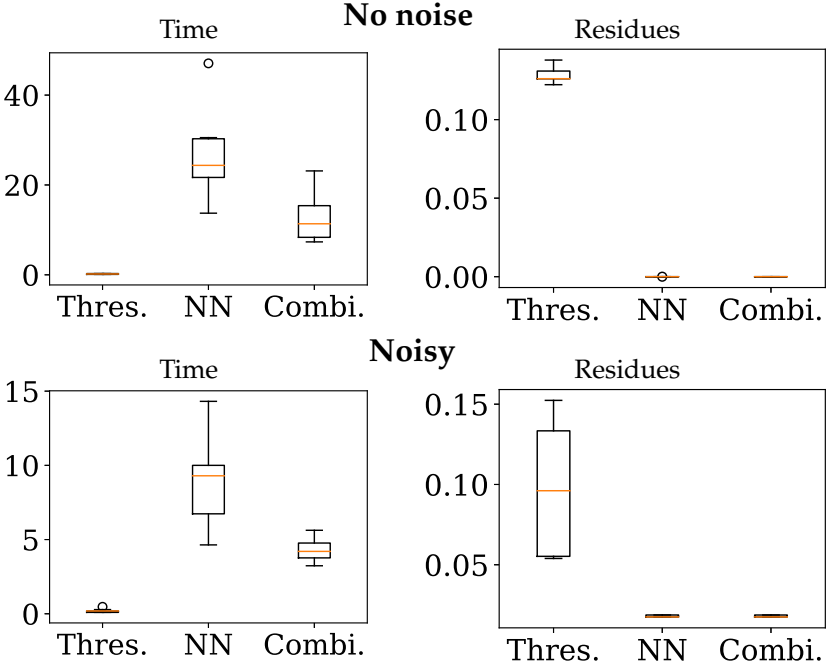 No noise
Time
Residues
40
20
0
Thres. NN Combi.
0.10
0.05
0.00
Thres. NN Combi.
Noisy
Time
Residues
15
10
5
0
Thres. NN Combi.
0.15
0.10
0.05
Thres. NN Combi.